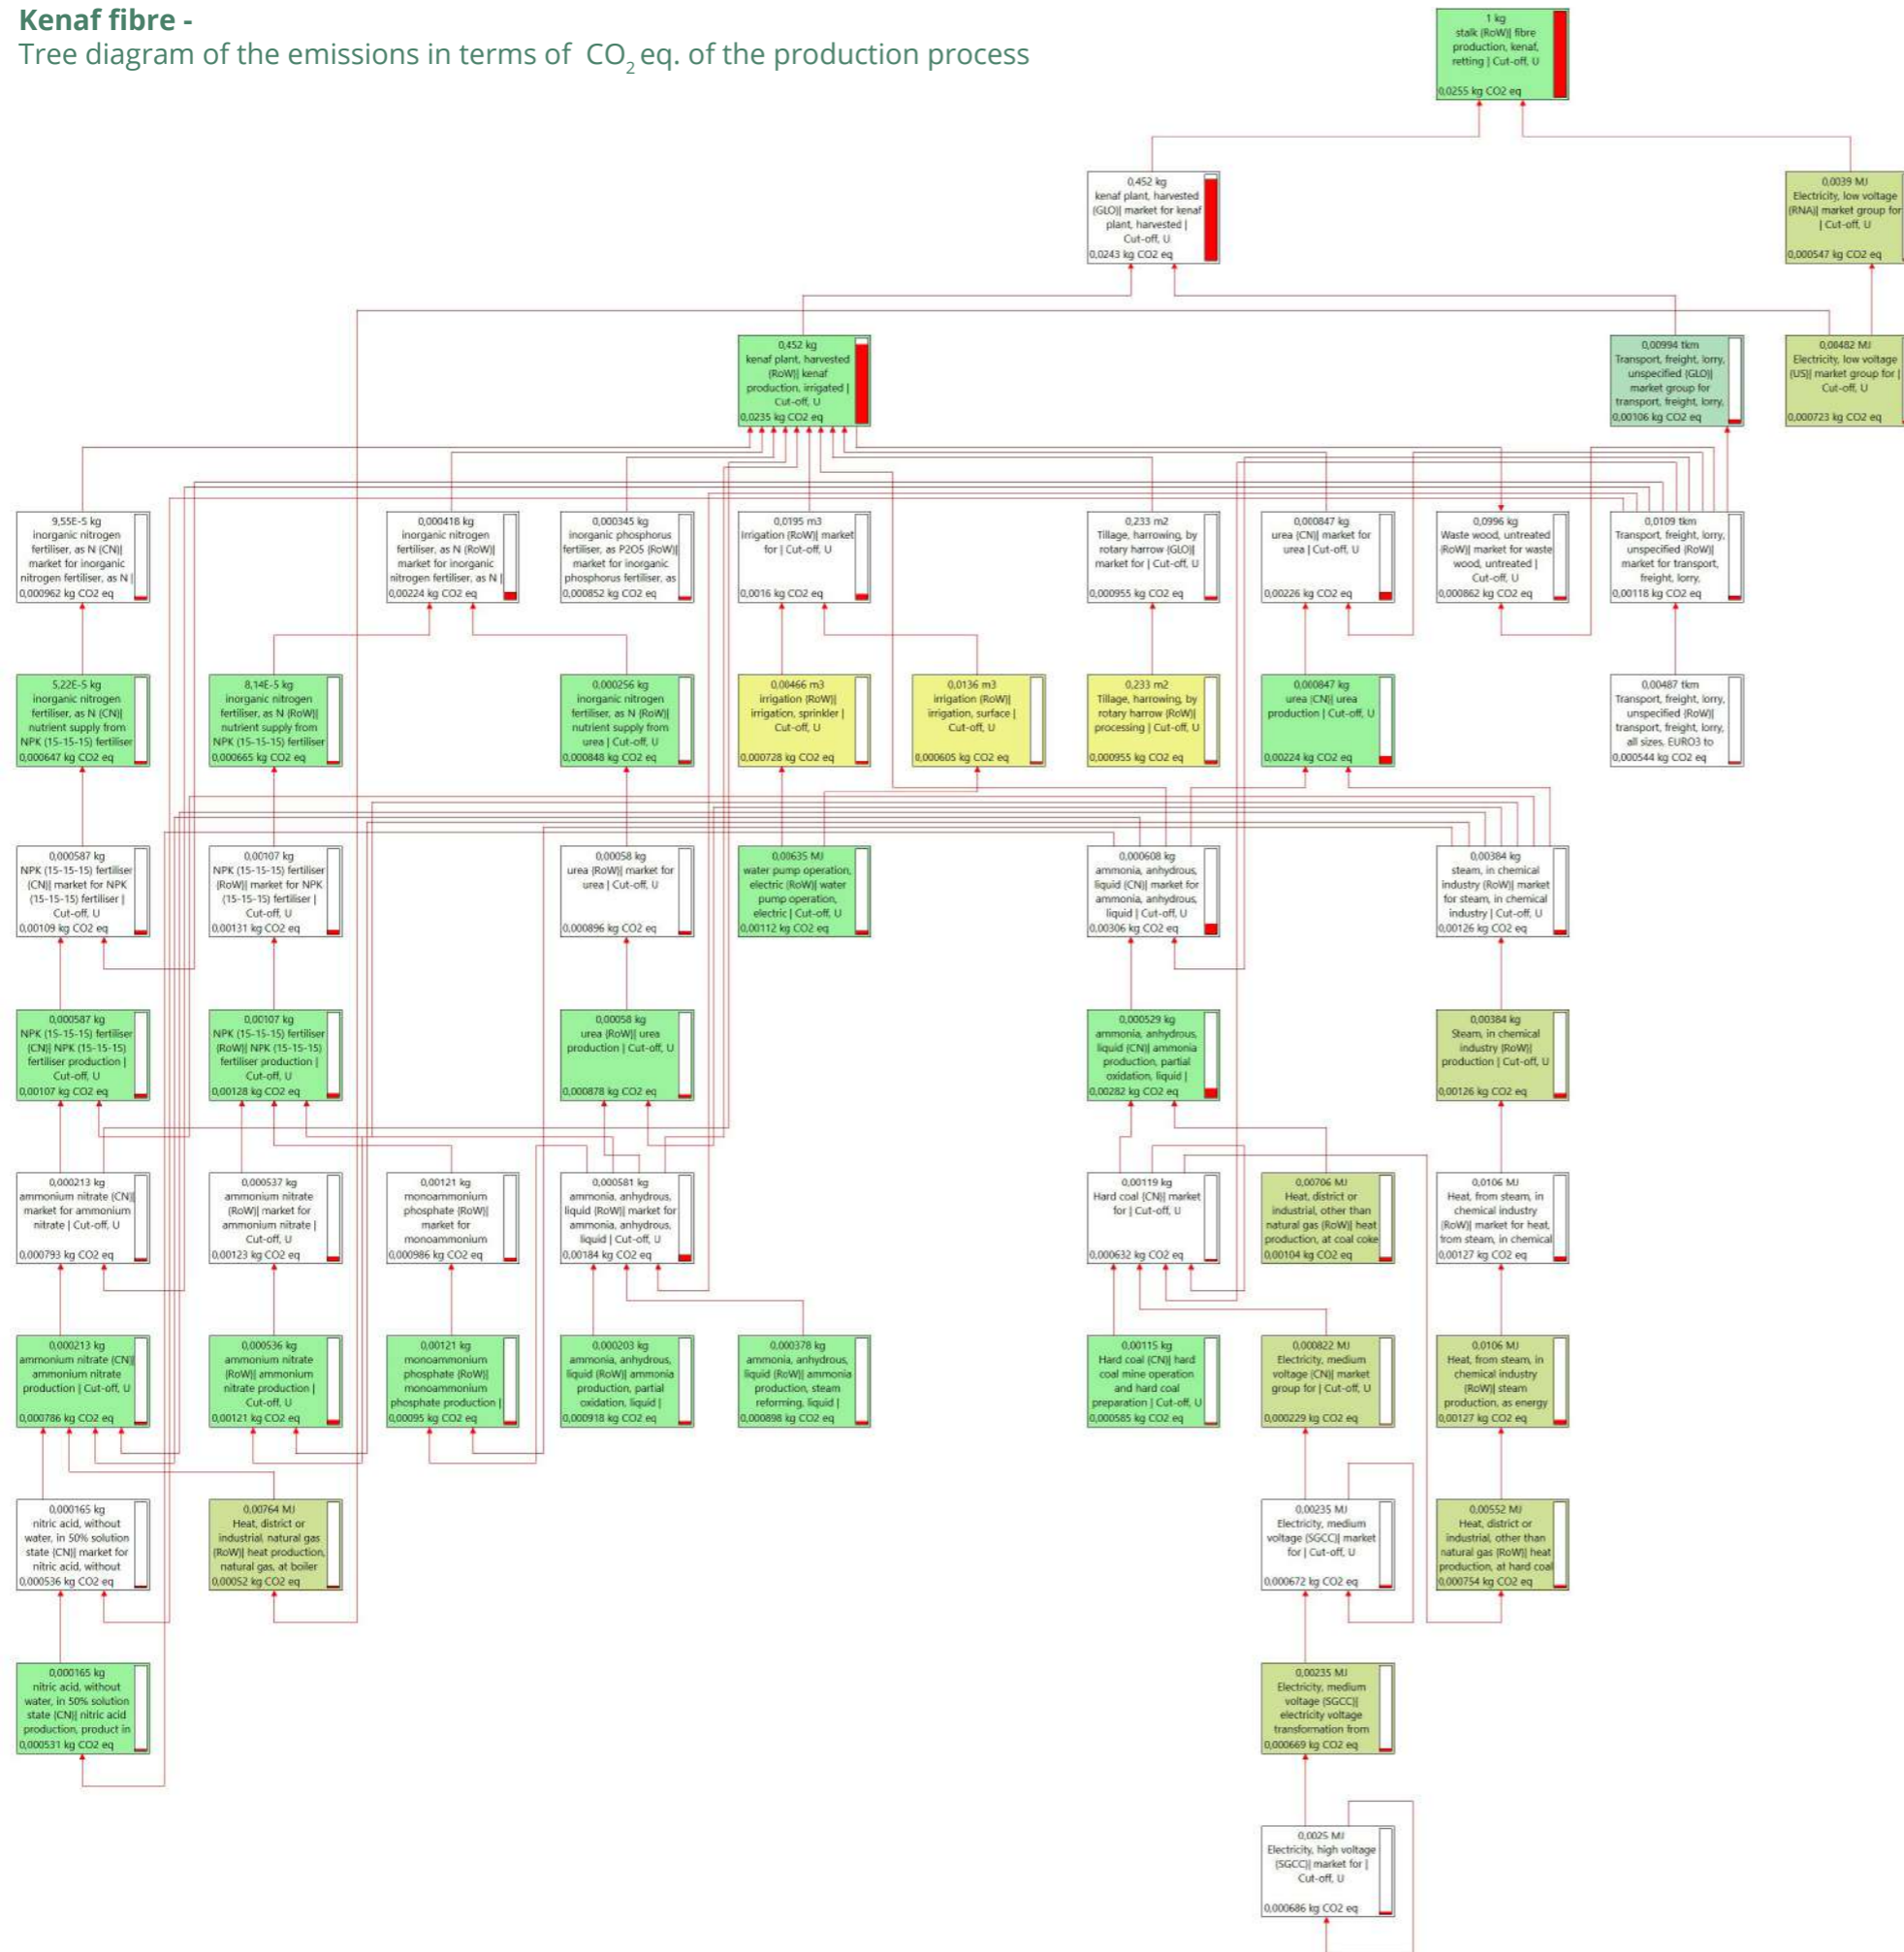 Kenaf fibre -
Tree diagram of the emissions in terms of CO2 eq. of the production process
1 kg
stalk {RoW}| fibre
production, kenaf,
retting | Cut-off, U
0,0255 kg CO2 eq
0,452 kg
kenaf plant, harvested
{GLO}| market for kenaf
plant, harvested |
Cut-off, U
0,0243 kg CO2 eq
0,0039 MJ
Electricity, low voltage
{RNA}| market group for
| Cut-off, U
0,000547 kg CO2 eq
0,452 kg
kenaf plant, harvested
{RoW}| kenaf
production, irrigated |
Cut-off, U
0,0235 kg CO2 eq
0,00994 tkm
Transport, freight, lorry,
unspecified {GLO}|
market group for
transport, freight, lorry,
0,00106 kg CO2 eq
0,00482 MJ
Electricity, low voltage
{US}| market group for |
Cut-off, U
0,000723 kg CO2 eq
9,55E-5 kg
inorganic nitrogen
fertiliser, as N {CN}|
market for inorganic
nitrogen fertiliser, as N |
0,000962 kg CO2 eq
0,000418 kg
inorganic nitrogen
fertiliser, as N {RoW}|
market for inorganic
nitrogen fertiliser, as N |
0,00224 kg CO2 eq
0,000345 kg
inorganic phosphorus
fertiliser, as P2O5 {RoW}|
market for inorganic
phosphorus fertiliser, as
0,000852 kg CO2 eq
0,0195 m3
Irrigation {RoW}| market
for | Cut-off, U
0,0016 kg CO2 eq
0,233 m2
Tillage, harrowing, by
rotary harrow {GLO}|
market for | Cut-off, U
0,000955 kg CO2 eq
0,000847 kg
urea {CN}| market for
urea | Cut-off, U
0,00226 kg CO2 eq
0,0996 kg
Waste wood, untreated
{RoW}| market for waste
wood, untreated |
Cut-off, U
0,000862 kg CO2 eq
0,0109 tkm
Transport, freight, lorry,
unspecified {RoW}|
market for transport,
freight, lorry,
0,00118 kg CO2 eq
5,22E-5 kg
inorganic nitrogen
fertiliser, as N {CN}|
nutrient supply from
NPK (15-15-15) fertiliser
0,000647 kg CO2 eq
8,14E-5 kg
inorganic nitrogen
fertiliser, as N {RoW}|
nutrient supply from
NPK (15-15-15) fertiliser
0,000665 kg CO2 eq
0,000256 kg
inorganic nitrogen
fertiliser, as N {RoW}|
nutrient supply from
urea | Cut-off, U
0,000848 kg CO2 eq
0,00466 m3
irrigation {RoW}|
irrigation, sprinkler |
Cut-off, U
0,000728 kg CO2 eq
0,0136 m3
irrigation {RoW}|
irrigation, surface |
Cut-off, U
0,000605 kg CO2 eq
0,233 m2
Tillage, harrowing, by
rotary harrow {RoW}|
processing | Cut-off, U
0,000955 kg CO2 eq
0,000847 kg
urea {CN}| urea
production | Cut-off, U
0,00224 kg CO2 eq
0,00487 tkm
Transport, freight, lorry,
unspecified {RoW}|
transport, freight, lorry,
all sizes, EURO3 to
0,000544 kg CO2 eq
0,000587 kg
NPK (15-15-15) fertiliser
{CN}| market for NPK
(15-15-15) fertiliser |
Cut-off, U
0,00109 kg CO2 eq
0,00107 kg
NPK (15-15-15) fertiliser
{RoW}| market for NPK
(15-15-15) fertiliser |
Cut-off, U
0,00131 kg CO2 eq
0,00058 kg
urea {RoW}| market for
urea | Cut-off, U
0,000896 kg CO2 eq
0,00635 MJ
water pump operation,
electric {RoW}| water
pump operation,
electric | Cut-off, U
0,00112 kg CO2 eq
0,000608 kg
ammonia, anhydrous,
liquid {CN}| market for
ammonia, anhydrous,
liquid | Cut-off, U
0,00306 kg CO2 eq
0,00384 kg
steam, in chemical
industry {RoW}| market
for steam, in chemical
industry | Cut-off, U
0,00126 kg CO2 eq
0,000587 kg
NPK (15-15-15) fertiliser
{CN}| NPK (15-15-15)
fertiliser production |
Cut-off, U
0,00107 kg CO2 eq
0,00107 kg
NPK (15-15-15) fertiliser
{RoW}| NPK (15-15-15)
fertiliser production |
Cut-off, U
0,00128 kg CO2 eq
0,00058 kg
urea {RoW}| urea
production | Cut-off, U
0,000878 kg CO2 eq
0,000529 kg
ammonia, anhydrous,
liquid {CN}| ammonia
production, partial
oxidation, liquid |
0,00282 kg CO2 eq
0,00384 kg
Steam, in chemical
industry {RoW}|
production | Cut-off, U
0,00126 kg CO2 eq
0,000213 kg
ammonium nitrate {CN}|
market for ammonium
nitrate | Cut-off, U
0,000793 kg CO2 eq
0,000537 kg
ammonium nitrate
{RoW}| market for
ammonium nitrate |
Cut-off, U
0,00123 kg CO2 eq
0,00121 kg
monoammonium
phosphate {RoW}|
market for
monoammonium
0,000986 kg CO2 eq
0,000581 kg
ammonia, anhydrous,
liquid {RoW}| market for
ammonia, anhydrous,
liquid | Cut-off, U
0,00184 kg CO2 eq
0,00119 kg
Hard coal {CN}| market
for | Cut-off, U
0,000632 kg CO2 eq
0,00706 MJ
Heat, district or
industrial, other than
natural gas {RoW}| heat
production, at coal coke
0,00104 kg CO2 eq
0,0106 MJ
Heat, from steam, in
chemical industry
{RoW}| market for heat,
from steam, in chemical
0,00127 kg CO2 eq
0,000213 kg
ammonium nitrate {CN}|
ammonium nitrate
production | Cut-off, U
0,000786 kg CO2 eq
0,000536 kg
ammonium nitrate
{RoW}| ammonium
nitrate production |
Cut-off, U
0,00121 kg CO2 eq
0,00121 kg
monoammonium
phosphate {RoW}|
monoammonium
phosphate production |
0,00095 kg CO2 eq
0,000203 kg
ammonia, anhydrous,
liquid {RoW}| ammonia
production, partial
oxidation, liquid |
0,000918 kg CO2 eq
0,000378 kg
ammonia, anhydrous,
liquid {RoW}| ammonia
production, steam
reforming, liquid |
0,000898 kg CO2 eq
0,00115 kg
Hard coal {CN}| hard
coal mine operation
and hard coal
preparation | Cut-off, U
0,000585 kg CO2 eq
0,000822 MJ
Electricity, medium
voltage {CN}| market
group for | Cut-off, U
0,000229 kg CO2 eq
0,0106 MJ
Heat, from steam, in
chemical industry
{RoW}| steam
production, as energy
0,00127 kg CO2 eq
0,000165 kg
nitric acid, without
water, in 50% solution
state {CN}| market for
nitric acid, without
0,000536 kg CO2 eq
0,00764 MJ
Heat, district or
industrial, natural gas
{RoW}| heat production,
natural gas, at boiler
0,00052 kg CO2 eq
0,00235 MJ
Electricity, medium
voltage {SGCC}| market
for | Cut-off, U
0,000672 kg CO2 eq
0,00552 MJ
Heat, district or
industrial, other than
natural gas {RoW}| heat
production, at hard coal
0,000754 kg CO2 eq
0,000165 kg
nitric acid, without
water, in 50% solution
state {CN}| nitric acid
production, product in
0,000531 kg CO2 eq
0,00235 MJ
Electricity, medium
voltage {SGCC}|
electricity voltage
transformation from
0,000669 kg CO2 eq
0,0025 MJ
Electricity, high voltage
{SGCC}| market for |
Cut-off, U
0,000686 kg CO2 eq